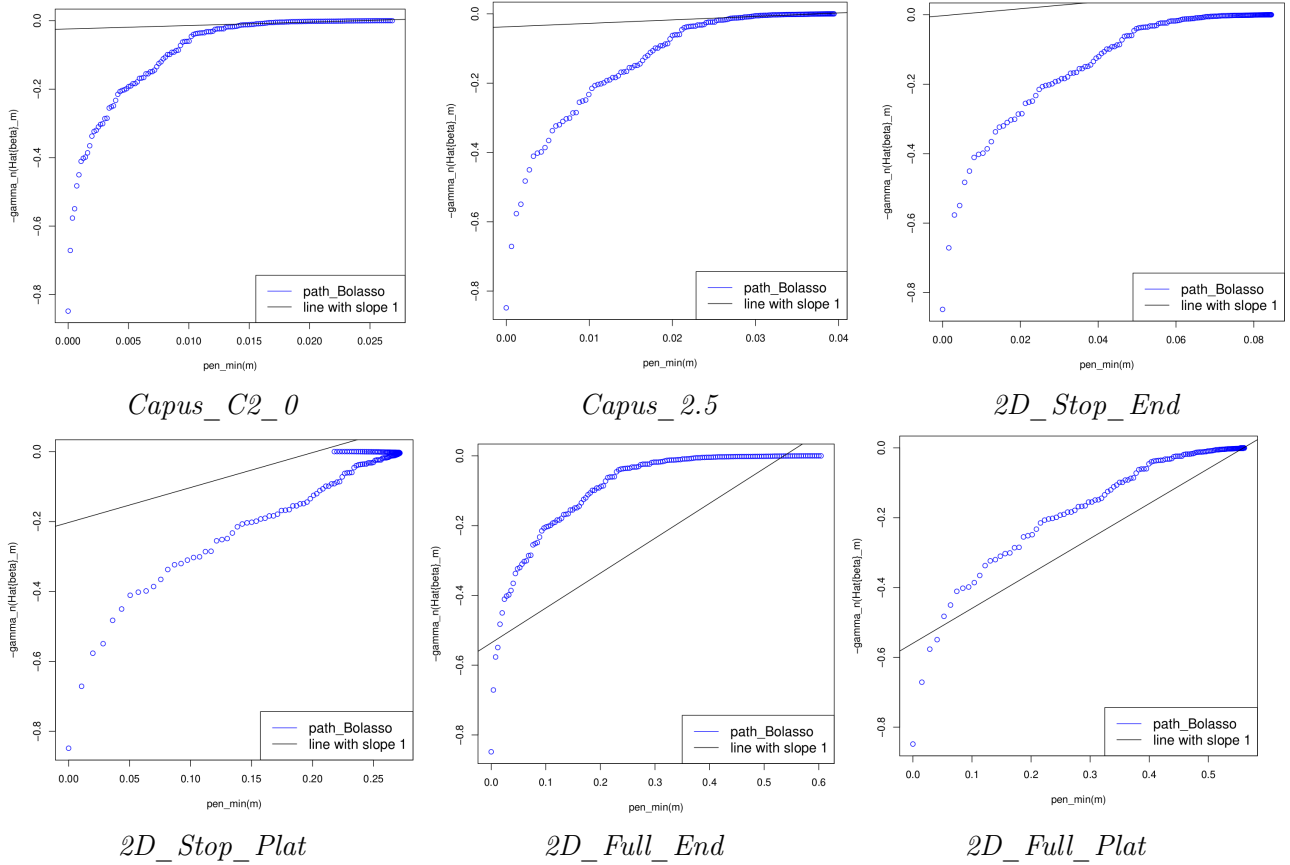 0.0
-0.2
-0.4
-0.6
-0.8
-gamma_n(Hat{beta}_m)
path_Bolasso
line with slope 1
0.000 0.005 0.010 0.015 0.020 0.025
pen_min(m)
Capus_C2_0
0.0
-0.2
-0.4
-0.6
-0.8
-gamma_n(Hat{beta}_m)
path_Bolasso
line with slope 1
0.00 0.01 0.02 0.03 0.04
pen_min(m)
Capus_2.5
0.0
-0.2
-0.4
-0.6
-0.8
-gamma_n(Hat{beta}_m)
path_Bolasso
line with slope 1
0.00 0.02 0.04 0.06 0.08
pen_min(m)
2D_Stop_End
0.0
-0.2
-0.4
-0.6
-0.8
-gamma_n(Hat{beta}_m)
path_Bolasso
line with slope 1
0.00 0.05 0.10 0.15 0.20 0.25
pen_min(m)
2D_Stop_Plat
0.0
-0.2
-0.4
-0.6
-0.8
-gamma_n(Hat{beta}_m)
path_Bolasso
line with slope 1
0.0 0.1 0.2 0.3 0.4 0.5 0.6
pen_min(m)
2D_Full_End
0.0
-0.2
-0.4
-0.6
-0.8
-gamma_n(Hat{beta}_m)
path_Bolasso
line with slope 1
0.0 0.1 0.2 0.3 0.4 0.5
pen_min(m)
2D_Full_Plat